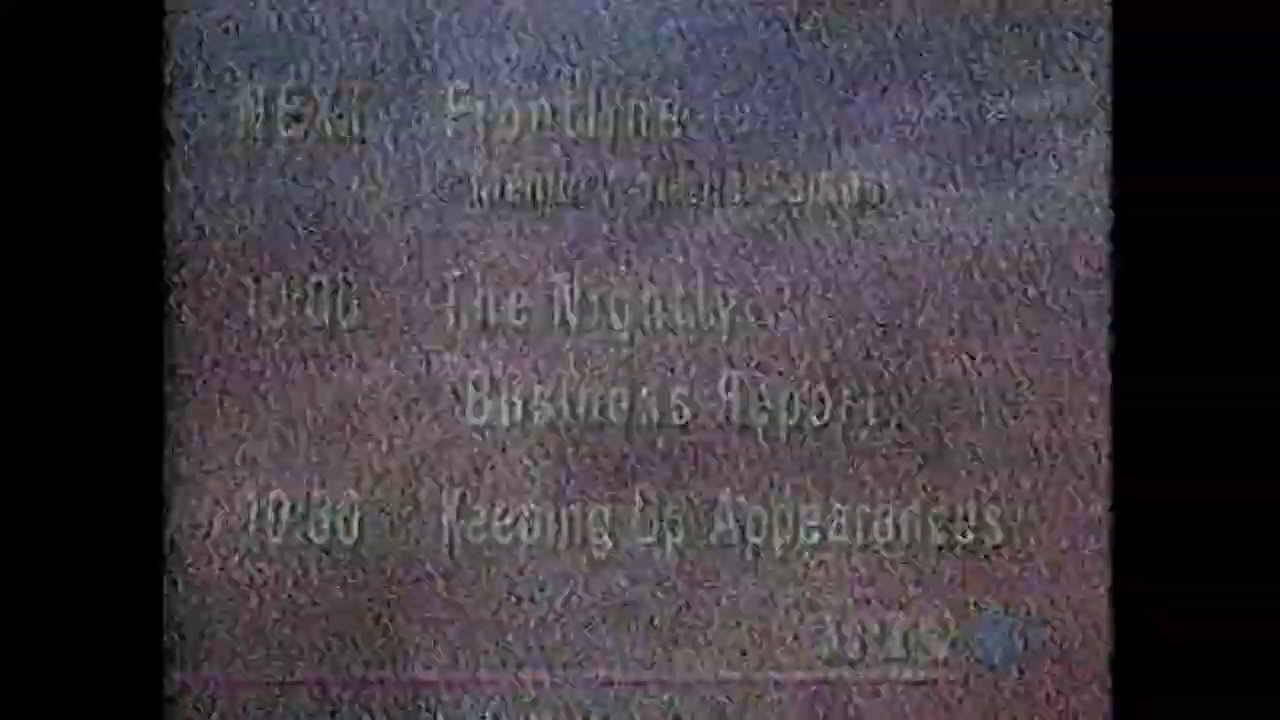 NEXT Frontline
10:00 The Nightly
Business Report
10:30 Keeping Up Appearances